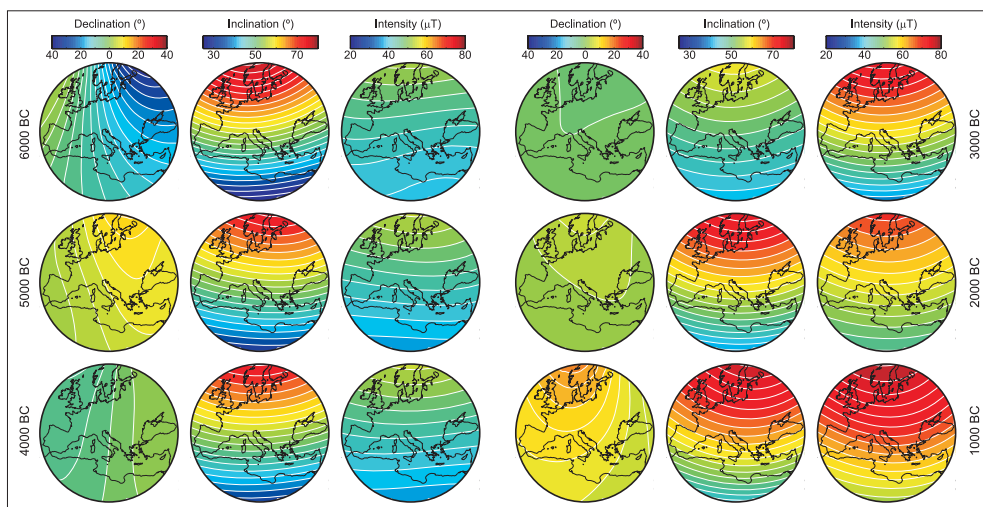 Declination (º) Inclination (º) Intensity (μT) Declination (º) Inclination (º) Intensity (μT)
40 20 0 20 40 30 50 70 20 40 60 80 40 20 0 20 40 30 50 70 20 40 60 80
60000 BC
30000 BC
5000 BC
2000 BC
4000 BC
1000 BC